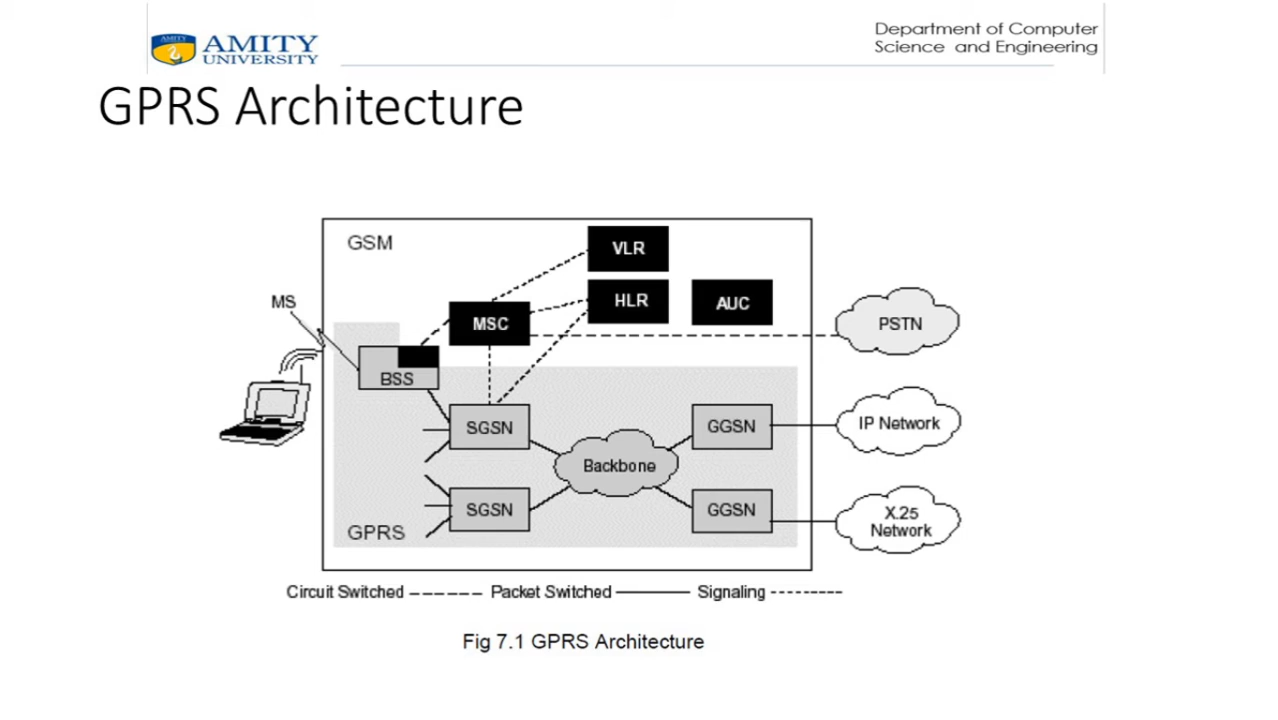 AMITY
AMITY
UNIVERSITY
Department of Computer
Science and Engineering
GPRS Architecture
GSM
VLR
MS
HLR
AUC
MSC
PSTN
BSS
SGSN
GGSN
IP Network
Backbone
SGSN
GGSN
X.25
Network
GPRS
Circuit Switched
Packet Switched
Signaling
Fig 7.1 GPRS Architecture